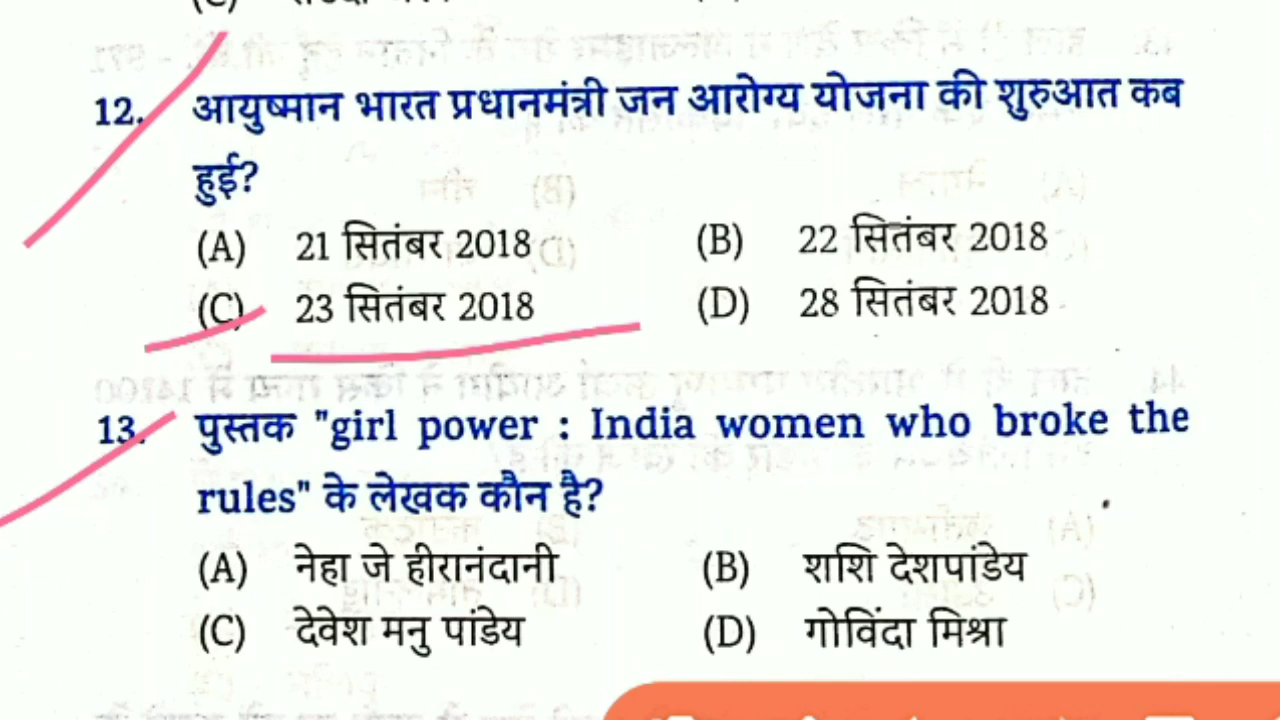 12. आयुष्मान भारत प्रधानमंत्री जन आरोग्य योजना की शुरुआत कब
हुई?
(A) 21 सितंबर 2018 (B) 22 सितंबर 2018
(C) 23 सितंबर 2018 (D) 28 सितंबर 2018
13. पुस्तक "girl power : India women who broke the
rules" के लेखक कौन है?
(A) नेहा जे हीरानंदानी (B) शशि देशपांडेय
(C) देवेश मनु पांडेय (D) गोविंदा मिश्रा